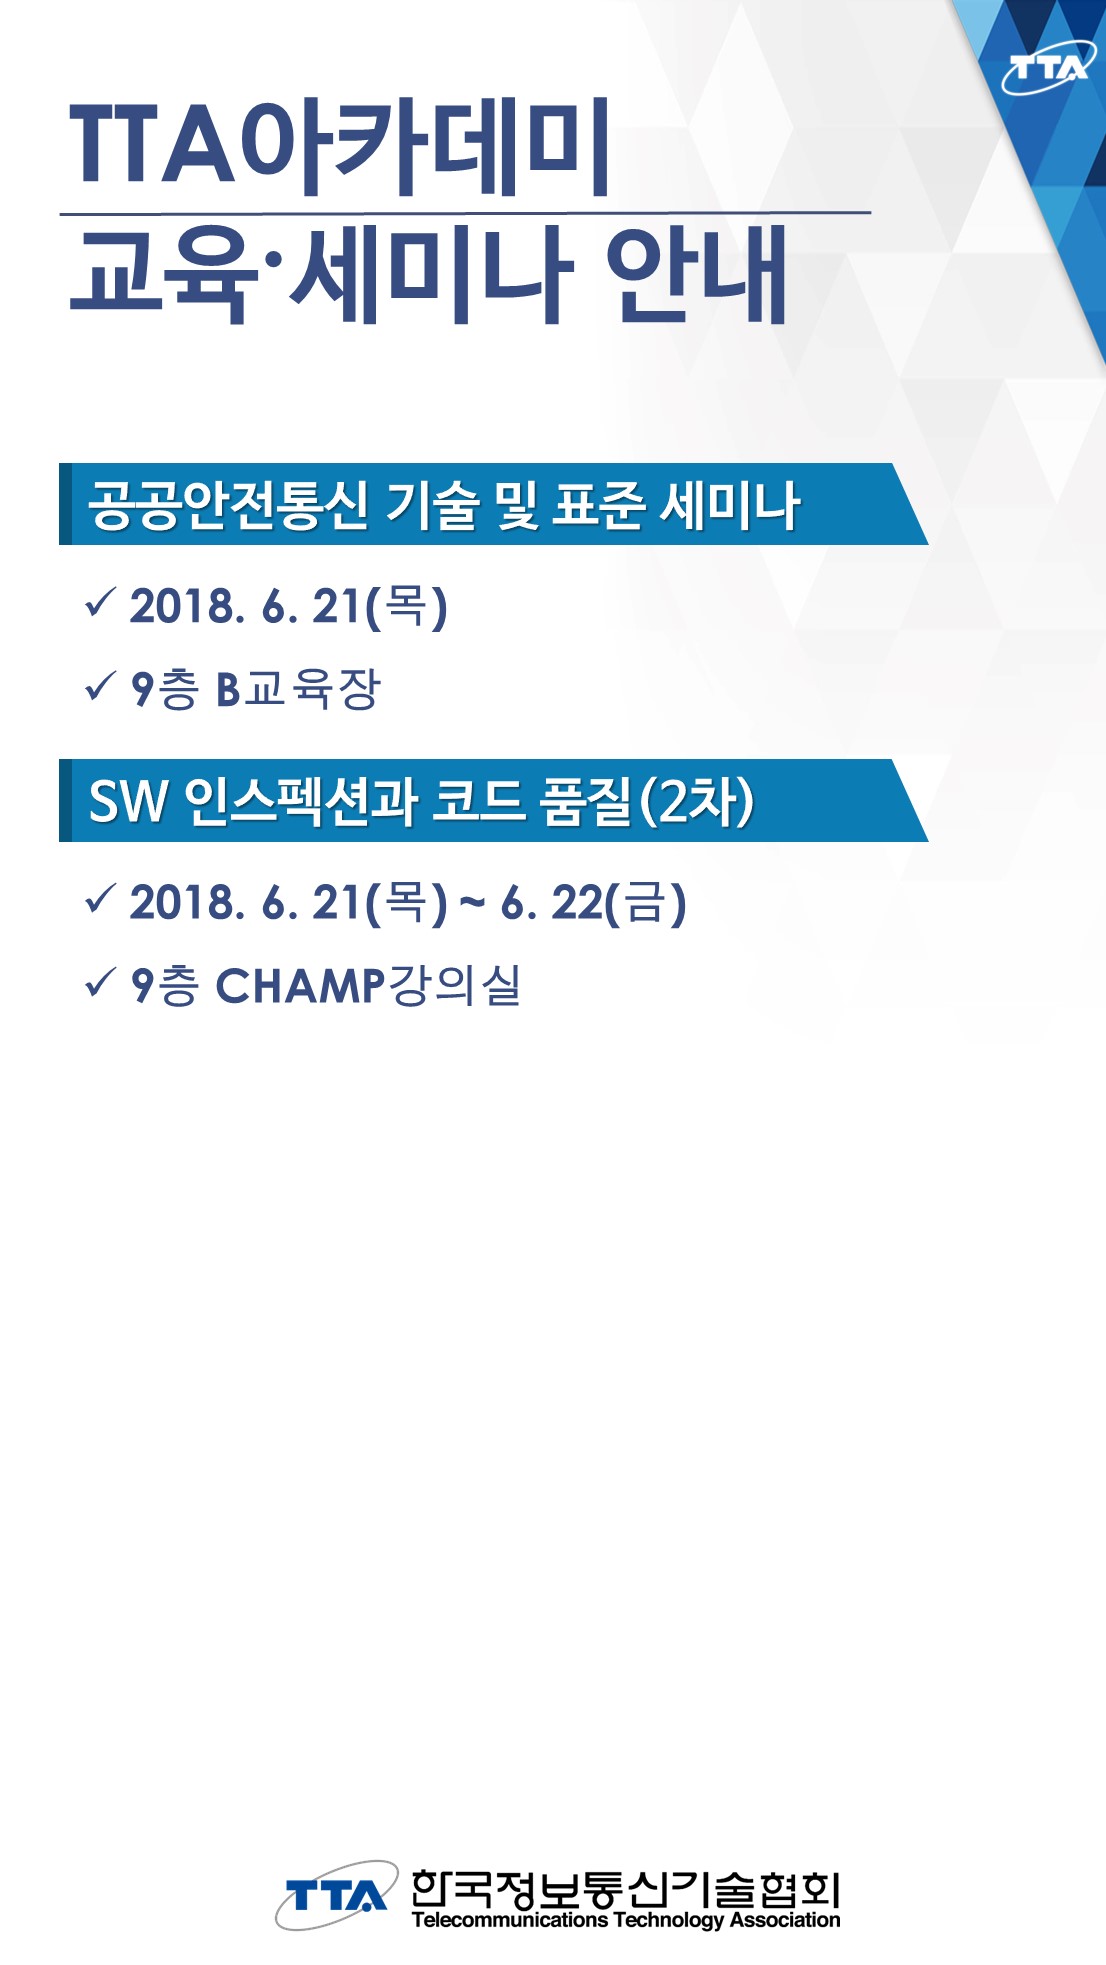 TTA
TTA아카데미
교육·세미나 안내
공공안전통신 기술 및 표준 세미나
✓ 2018. 6. 21(목)
✓ 9층 B교육장
SW 인스펙션과 코드 품질(2차)
✓ 2018. 6. 21(목) ~ 6. 22(금)
✓ 9층 CHAMP강의실
TTA 한국정보통신기술협회
Telecommunications Technology Association